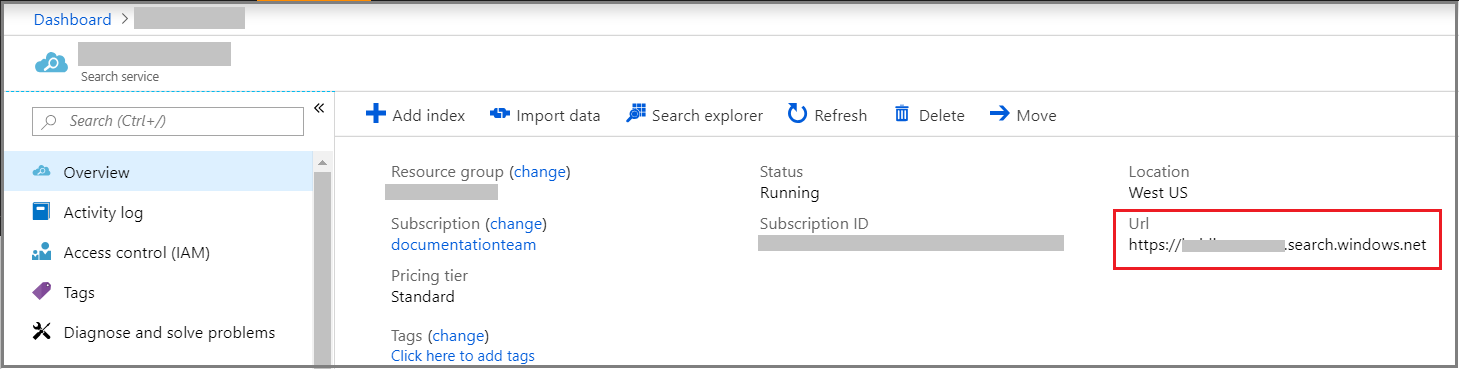 Dashboard >
Search service
Search (Ctrl+/)
«
Overview
Activity log
Access control (IAM)
Tags
Diagnose and solve problems
Add index Import data Search explorer Refresh Delete Move
Resource group (change)
Subscription (change)
documentationteam
Pricing tier
Standard
Tags (change)
Click here to add tags
Status
Running
Subscription ID
Location
West US
Url
https:// .search.windows.net